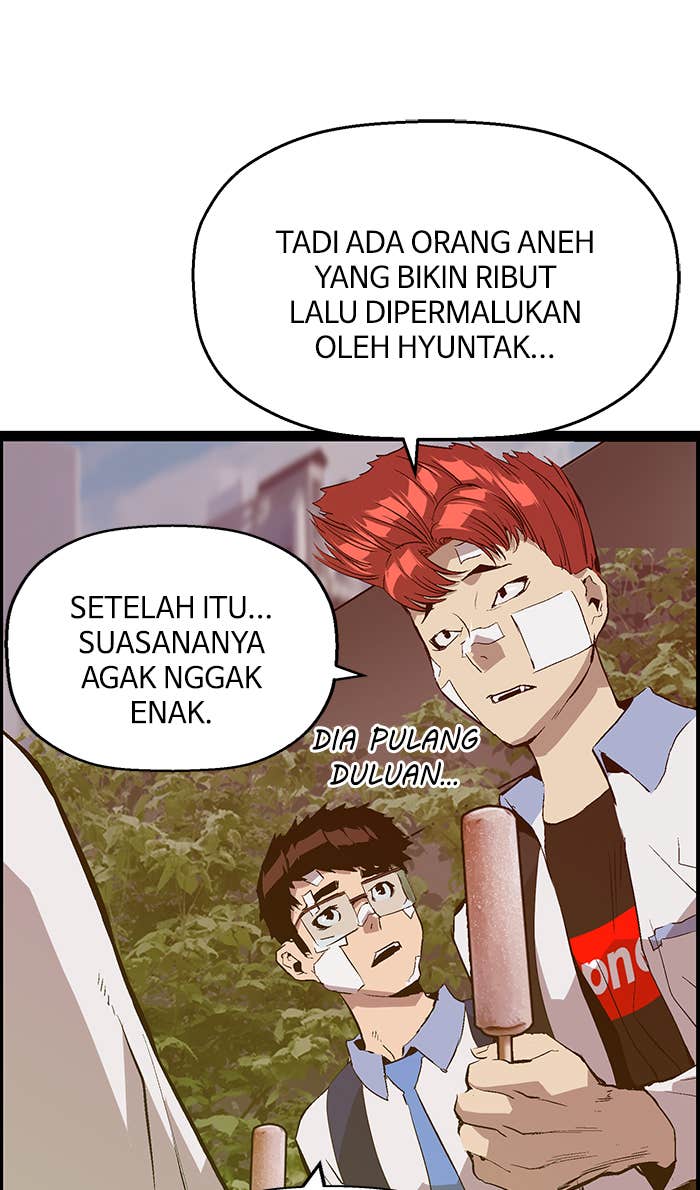 TADI ADA ORANG ANEH
YANG BIKIN RIBUT
LALU DIPERMALUKAN
OLEH HYUNTAK...
SETELAH ITU...
SUASANANYA
AGAK NGGAK
ENAK.
DIA PULANG
DULUAN...